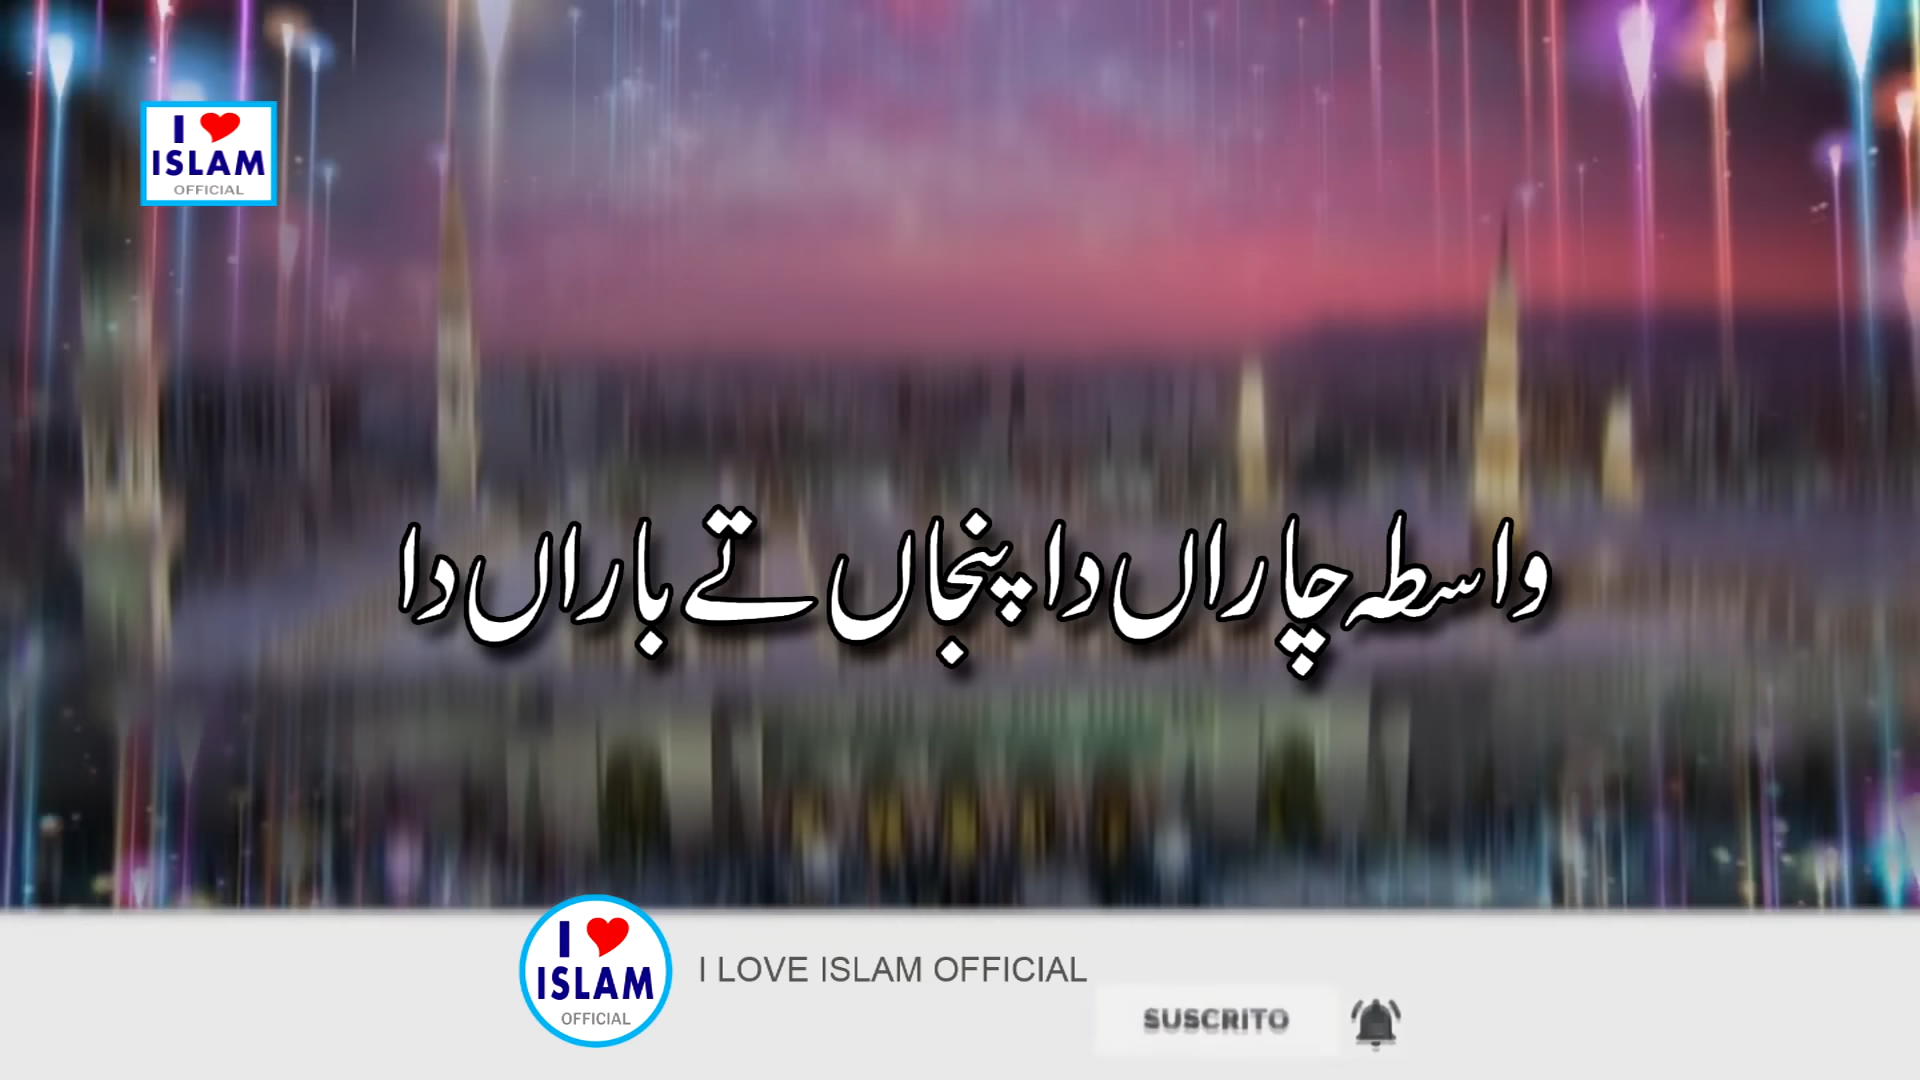 I ❤
ISLAM
OFFICIAL
واسطہ چاراں دا پنجاں تے باراں دا
I ❤
ISLAM
OFFICIAL
I LOVE ISLAM OFFICIAL
SUSCRITO